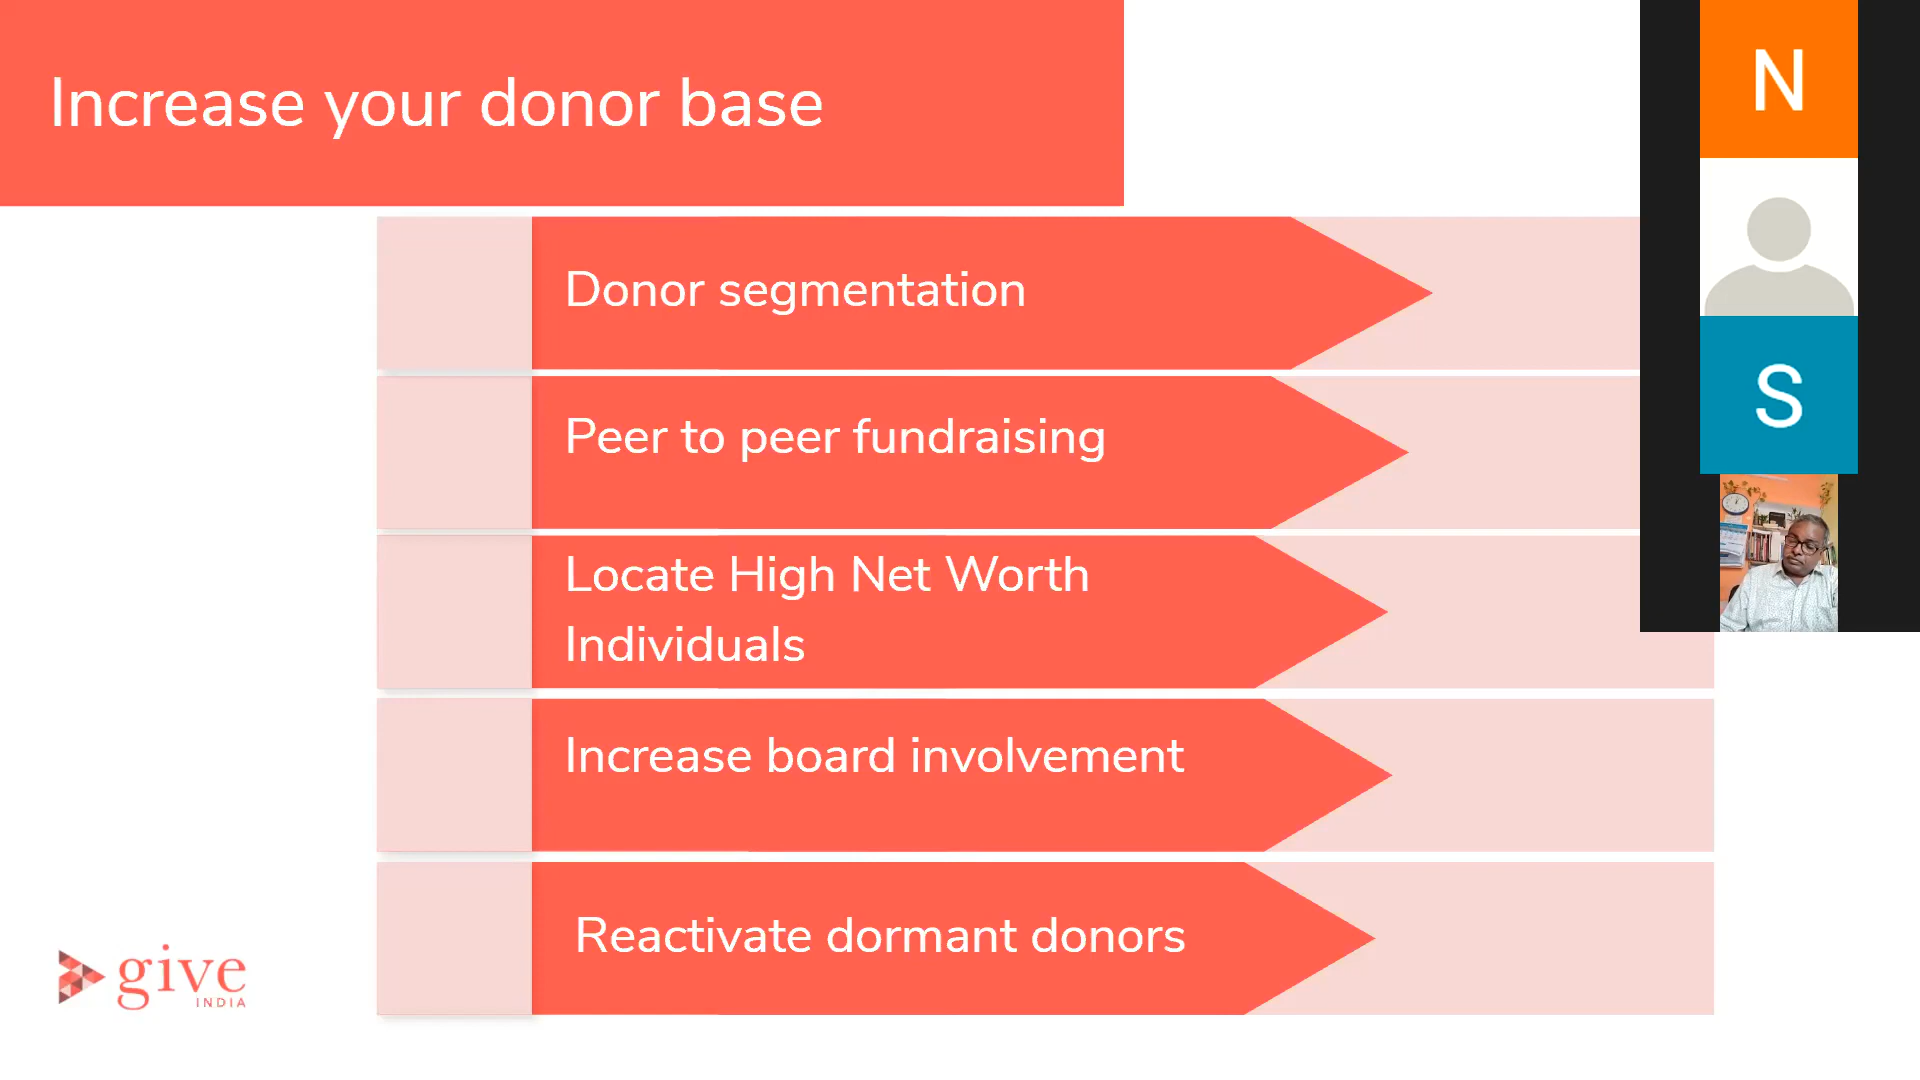 Increase your donor base
N
Donor segmentation
S
Peer to peer fundraising
Locate High Net Worth
Individuals
Increase board involvement
Reactivate dormant donors
give
INDIA